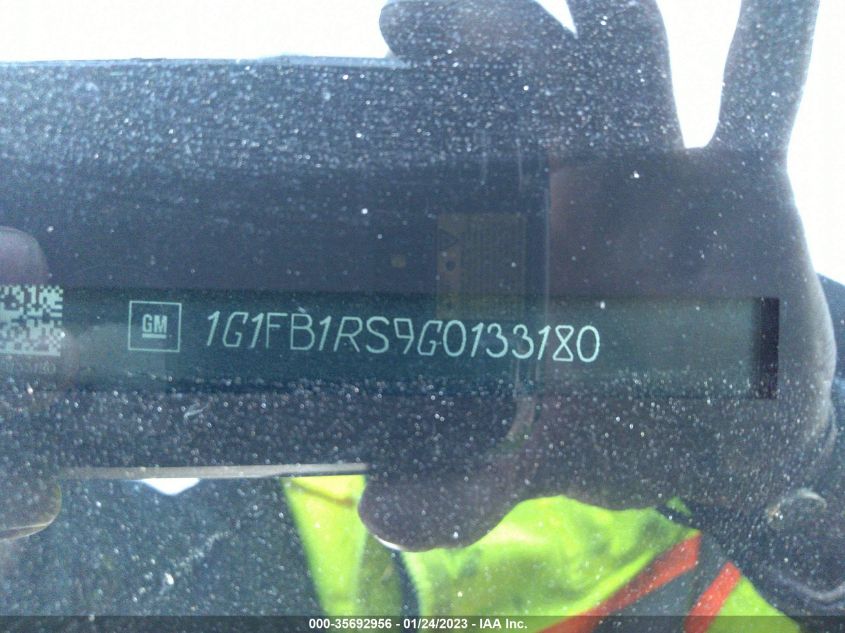 GM 1G1FB1RS9G0133180
000-35692956 - 01/24/2023 - IAA Inc.